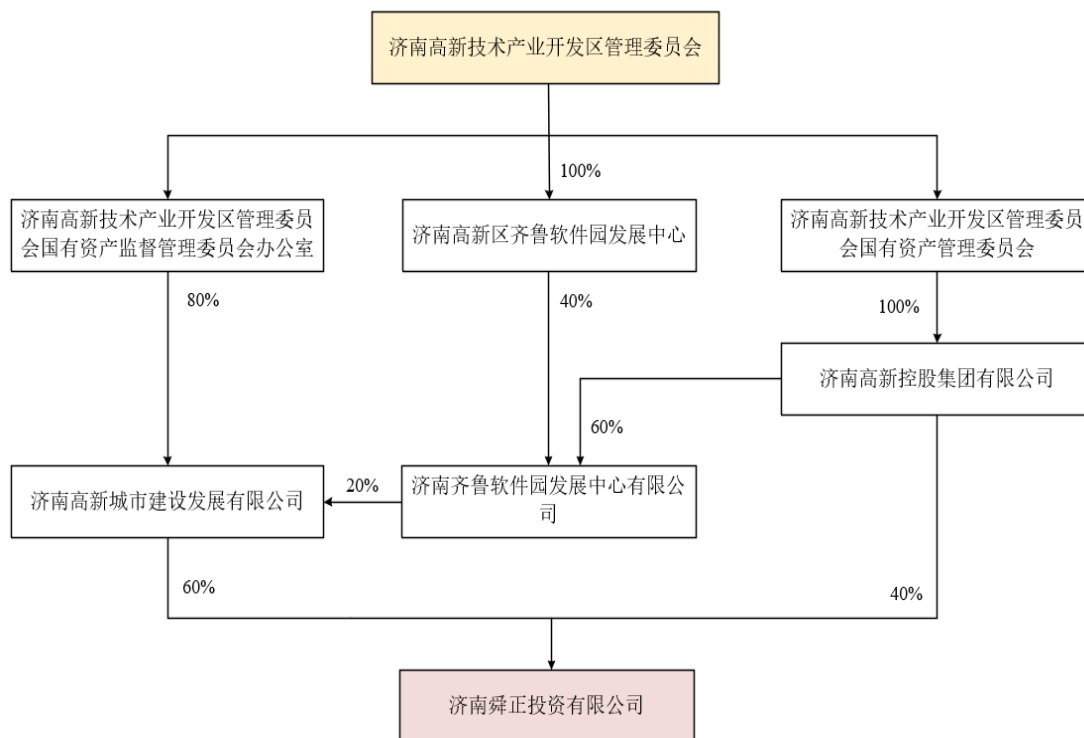 济南高新技术产业开发区管理委员会
100%
济南高新技术产业开发区管理委员
会国有资产监督管理委员会办公室
济南高新区齐鲁软件园发展中心
济南高新技术产业开发区管理委员
会国有资产管理委员会
80%
40%
100%
济南高新控股集团有限公司
60%
济南高新城市建设发展有限公司
20%
济南齐鲁软件园发展中心有限公
司
60%
40%
济南舜正投资有限公司